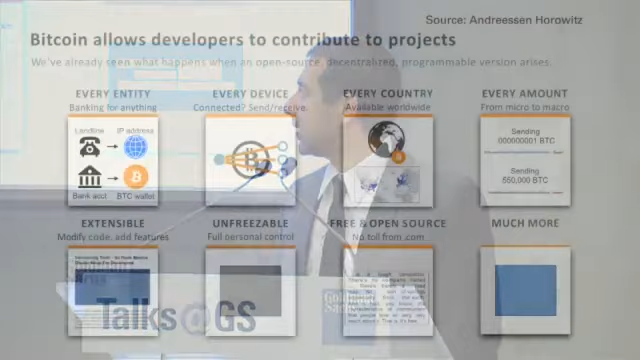 Source: Andreessen Horowitz
Bitcoin allows developers to contribute to projects
We've already seen what happens when an open-source, decentralized, programmable version arises.
EVERY ENTITY
Banking for anything
Landline IP address
Bank acct BTC wallet
EVERY DEVICE
Connected? Send/receive
EVERY COUNTRY
Available worldwide
EVERY AMOUNT
From micro to macro
Sending
000000001 BTC
Sending
550,000 BTC
EXTENSIBLE
Modify code, add features
UNFREEZABLE
Full personal control
FREE & OPEN SOURCE
No toll from .com
MUCH MORE
Talks@GS